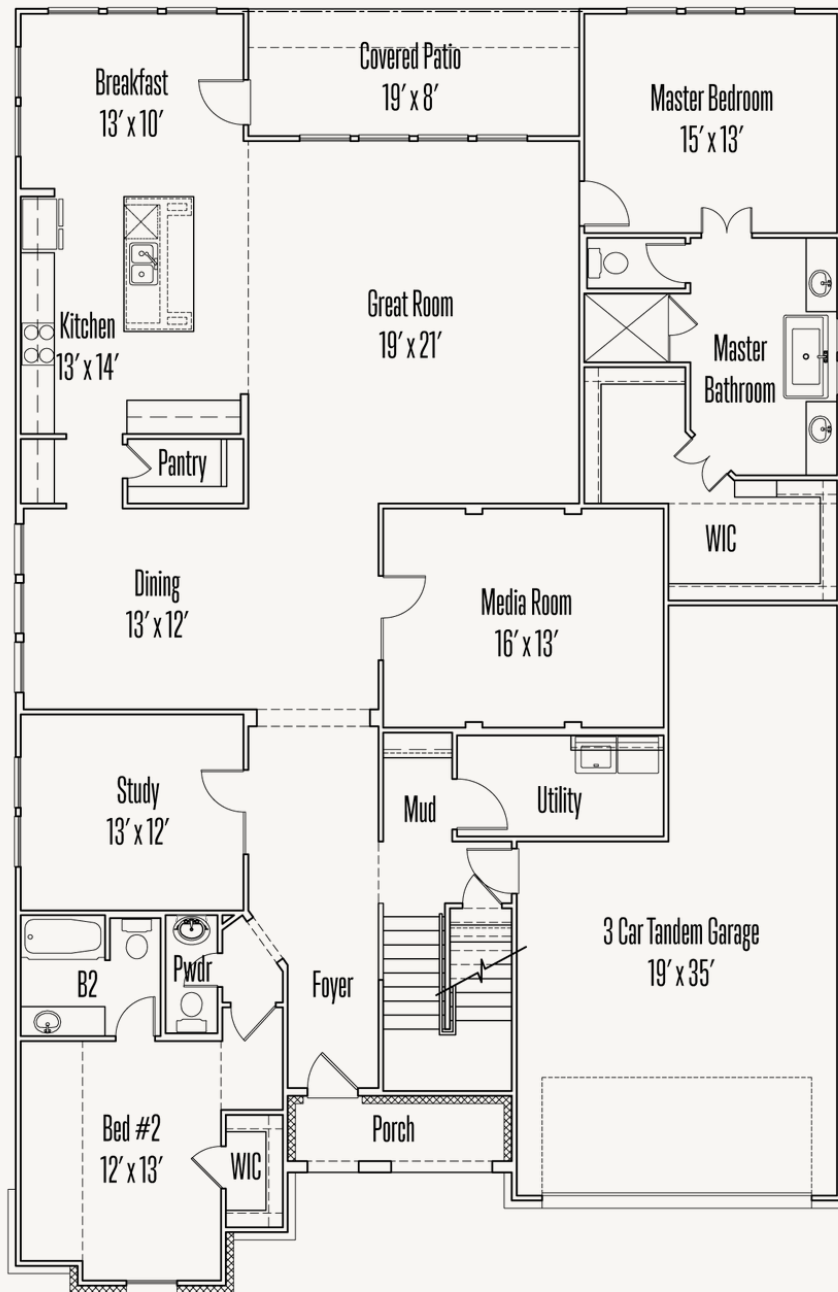 Covered Patio
19' x 8'
Breakfast
13' x 10'
Master Bedroom
15' x 13'
Great Room
19' x 21'
Kitchen
13' x 14'
Master
Bathroom
Pantry
WIC
Dining
13' x 12'
Media Room
16' x 13'
Study
13' x 12'
Mud
Utility
3 Car Tandem Garage
19' x 35'
B2
Pwdr
Foyer
Bed #2
12' x 13'
WIC
Porch